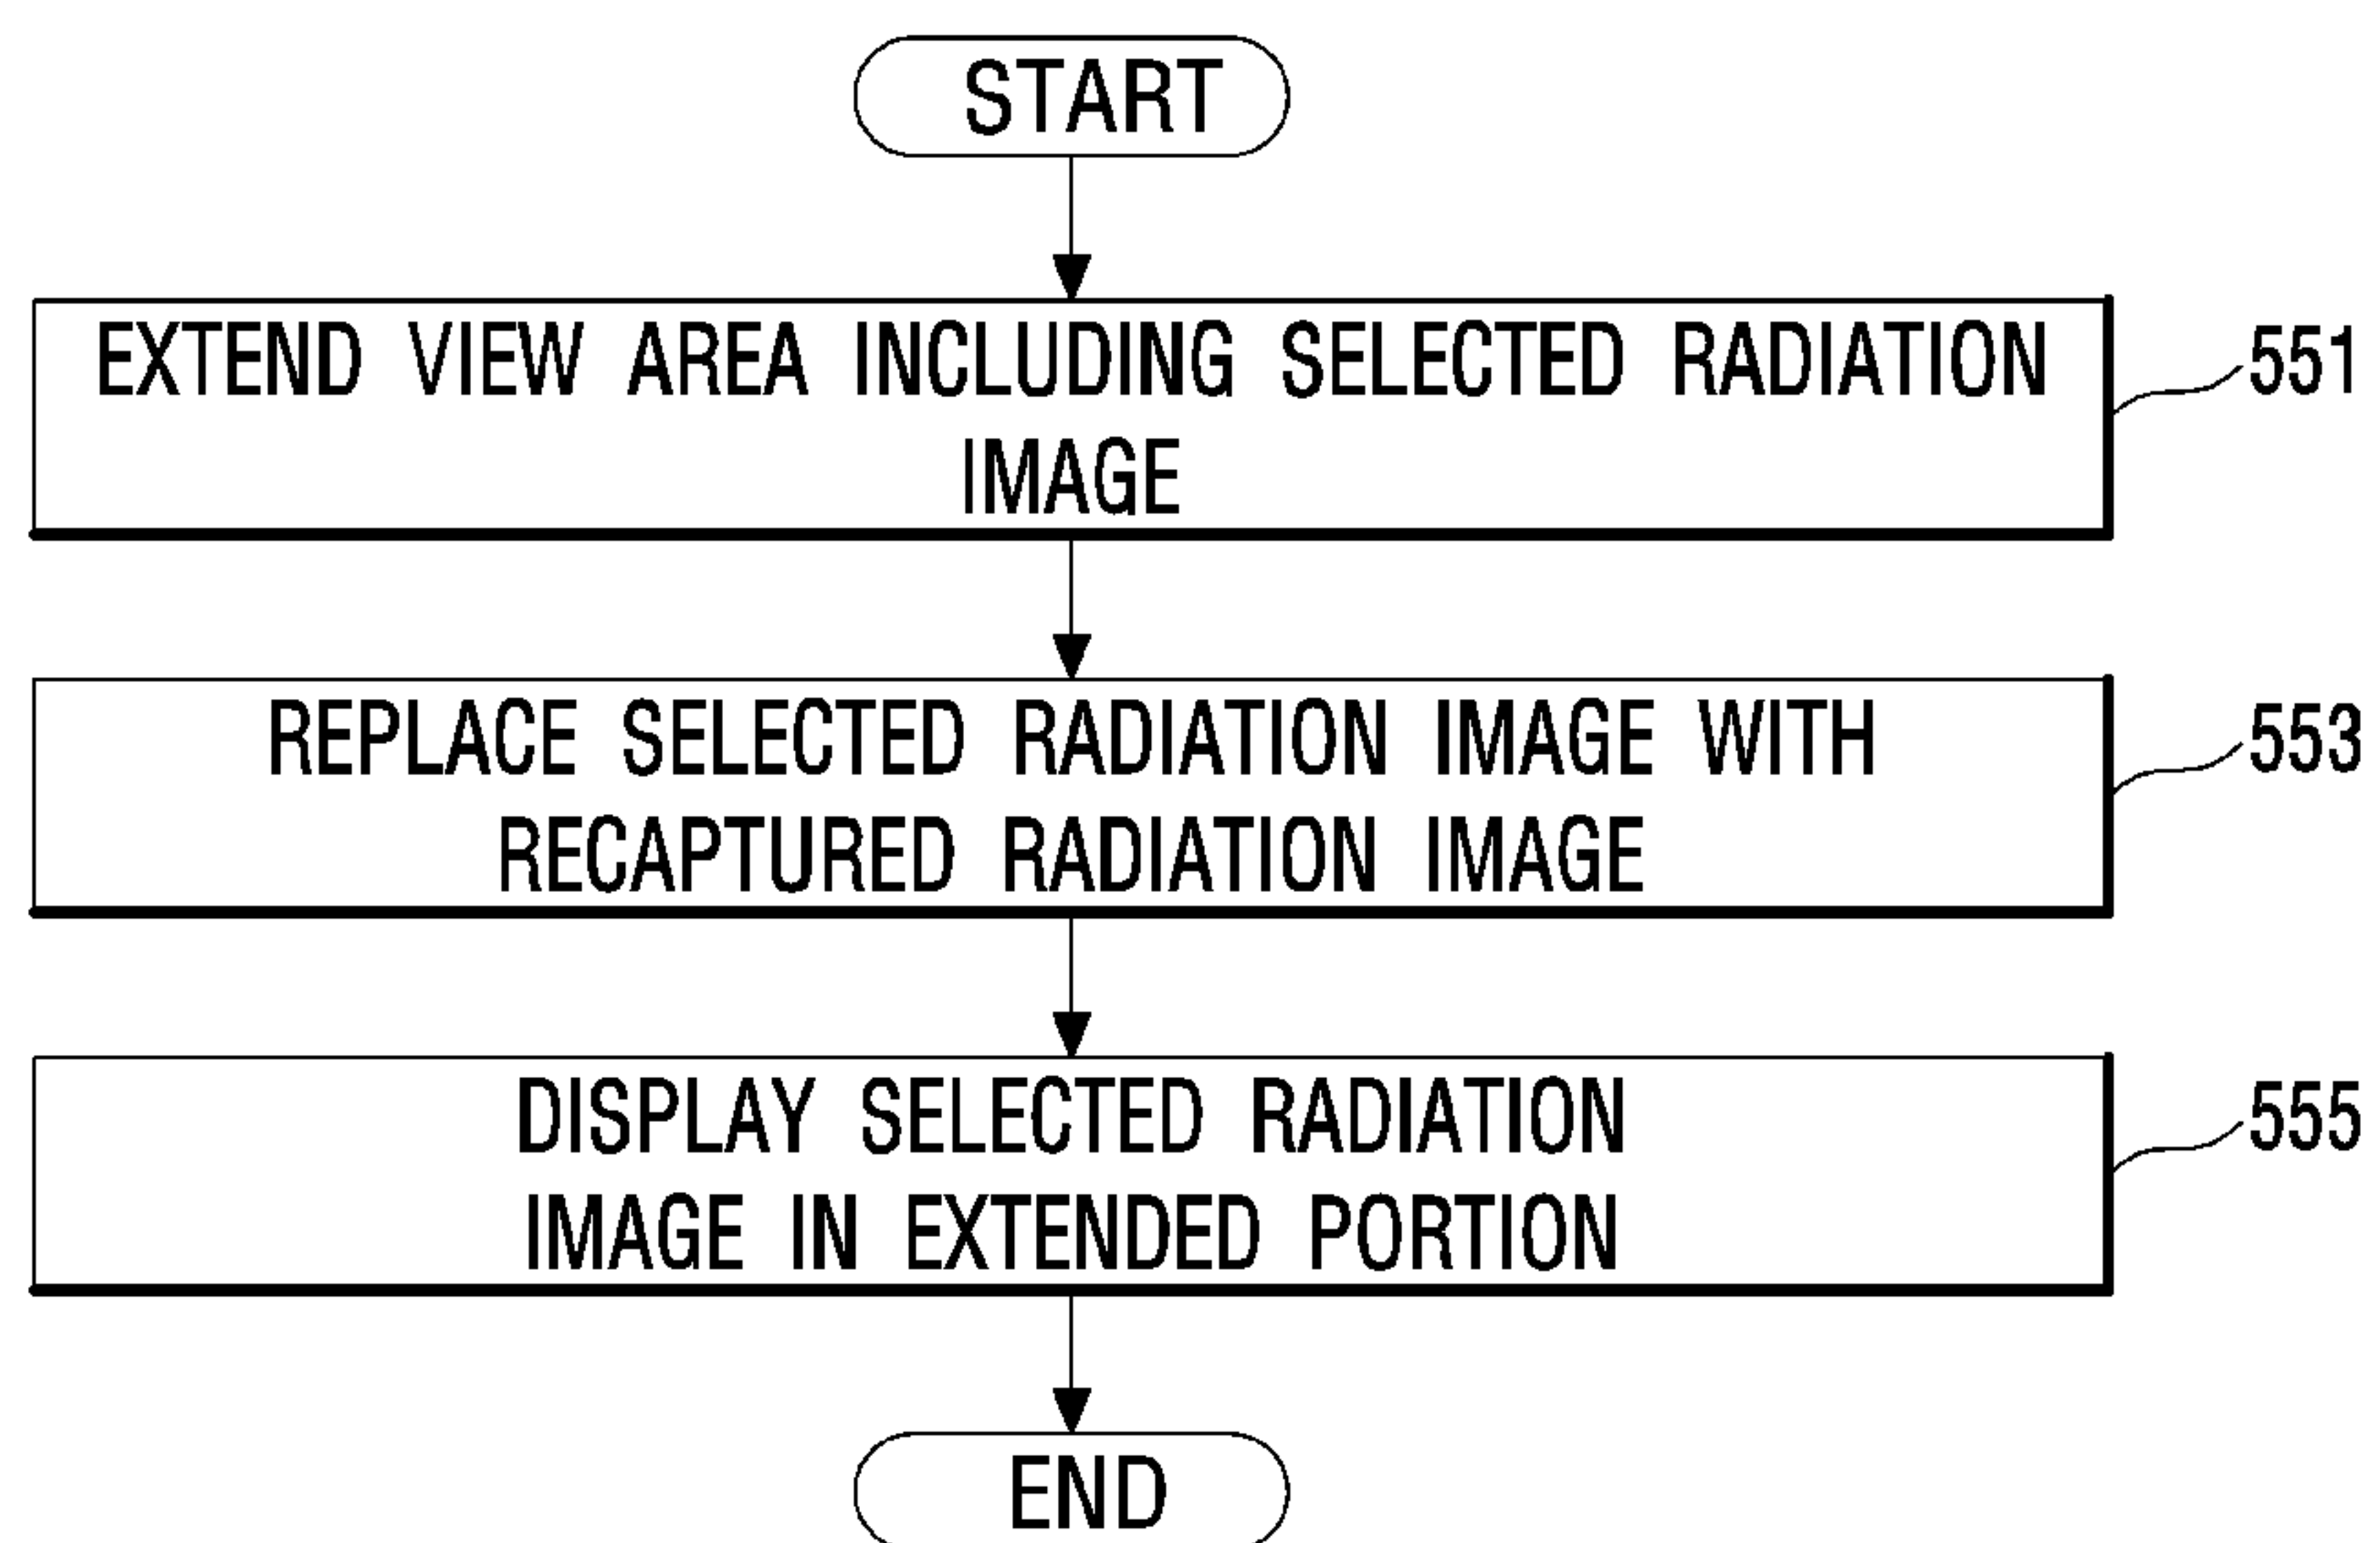 START
EXTEND VIEW AREA INCLUDING SELECTED RADIATION
IMAGE
551
REPLACE SELECTED RADIATION IMAGE WITH
RECAPTURED RADIATION IMAGE
553
DISPLAY SELECTED RADIATION
IMAGE IN EXTENDED PORTION
555
END